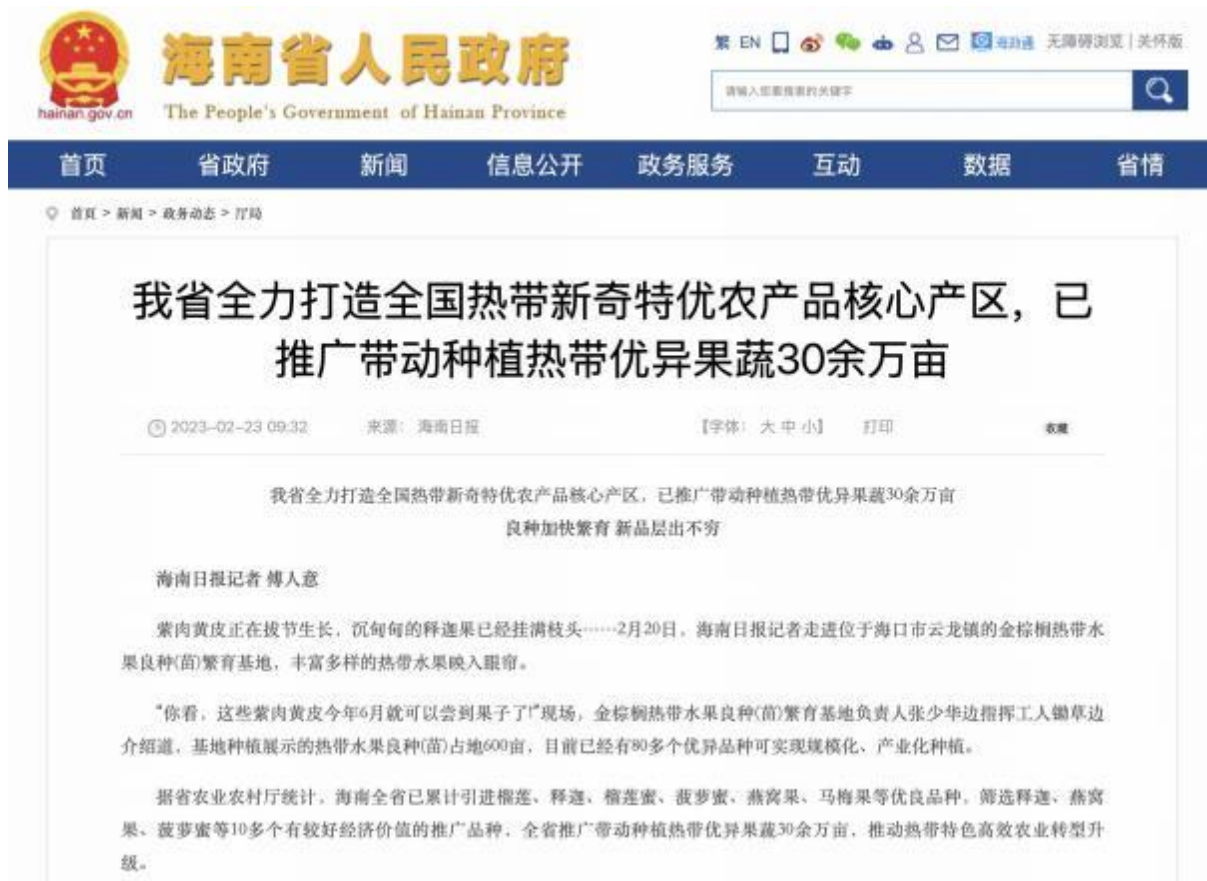 海南省人民政府
hainan.gov.cn
The People's Government of Hainan Province
繁 EN 海助通 无障碍浏览 | 关怀版
请输入您要搜索的关键字
首页 省政府 新闻 信息公开 政务服务 互动 数据 省情
首页 > 新闻 > 政务动态 > 厅局
我省全力打造全国热带新奇特优农产品核心产区，已
推广带动种植热带优异果蔬30余万亩
2023-02-23 09:32 来源： 海南日报 【字体： 大 中 小】 打印 收藏
我省全力打造全国热带新奇特优农产品核心产区，已推广带动种植热带优异果蔬30余万亩
良种加快繁育 新品层出不穷
海南日报记者 傅人意
紫肉黄皮正在拔节生长，沉甸甸的释迦果已经挂满枝头……2月20日，海南日报记者走进位于海口市云龙镇的金棕榈热带水
果良种(苗)繁育基地，丰富多样的热带水果映入眼帘。
“你看，这些紫肉黄皮今年6月就可以尝到果子了!”现场，金棕榈热带水果良种(苗)繁育基地负责人张少华边指挥工人锄草边
介绍道，基地种植展示的热带水果良种(苗)占地600亩，目前已经有80多个优异品种可实现规模化、产业化种植。
据省农业农村厅统计，海南全省已累计引进榴莲、释迦、榴莲蜜、菠萝蜜、燕窝果、马梅果等优良品种，筛选释迦、燕窝
果、菠萝蜜等10多个有较好经济价值的推广品种，全省推广带动种植热带优异果蔬30余万亩，推动热带特色高效农业转型升
级。